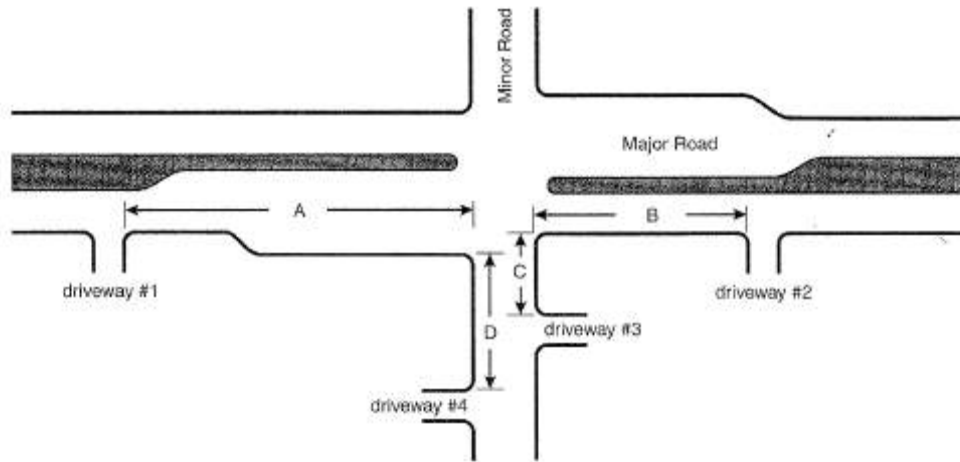 Minor Road
Major Road
A
B
C
D
driveway #1
driveway #2
driveway #3
driveway #4